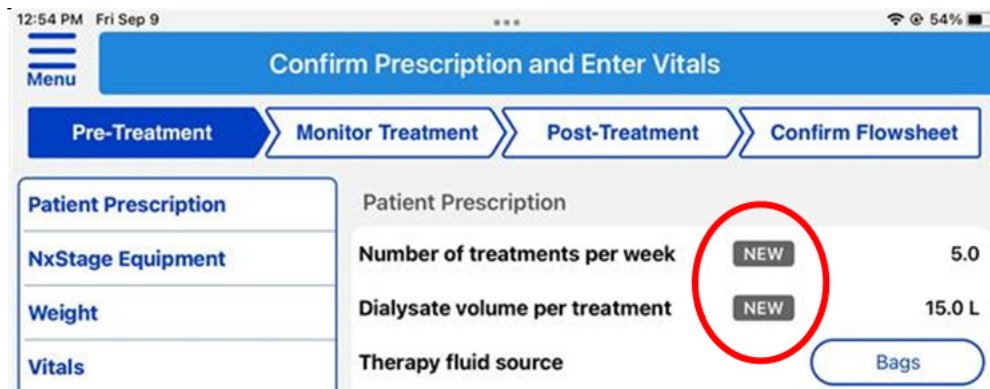 12:54 PM Fri Sep 9 54%
Menu
Confirm Prescription and Enter Vitals
Pre-Treatment Monitor Treatment Post-Treatment Confirm Flowsheet
Patient Prescription
NxStage Equipment
Weight
Vitals
Patient Prescription
Number of treatments per week NEW 5.0
Dialysate volume per treatment NEW 15.0 L
Therapy fluid source Bags